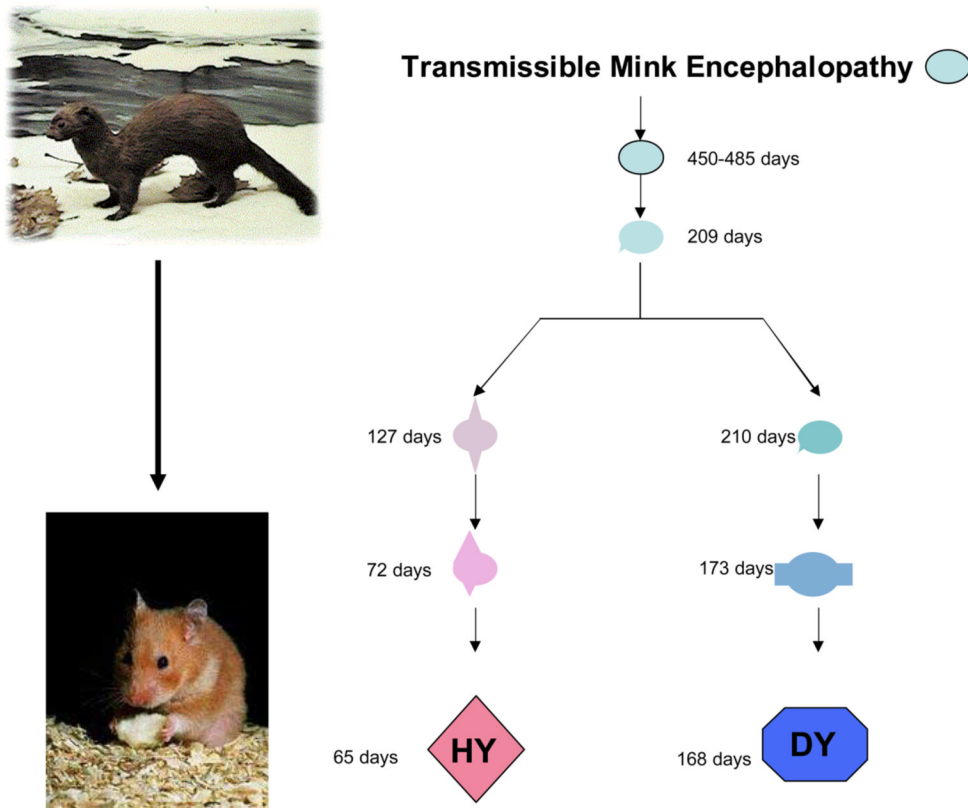 Transmissible Mink Encephalopathy
450-485 days
209 days
127 days
210 days
72 days
173 days
HY
65 days
DY
168 days